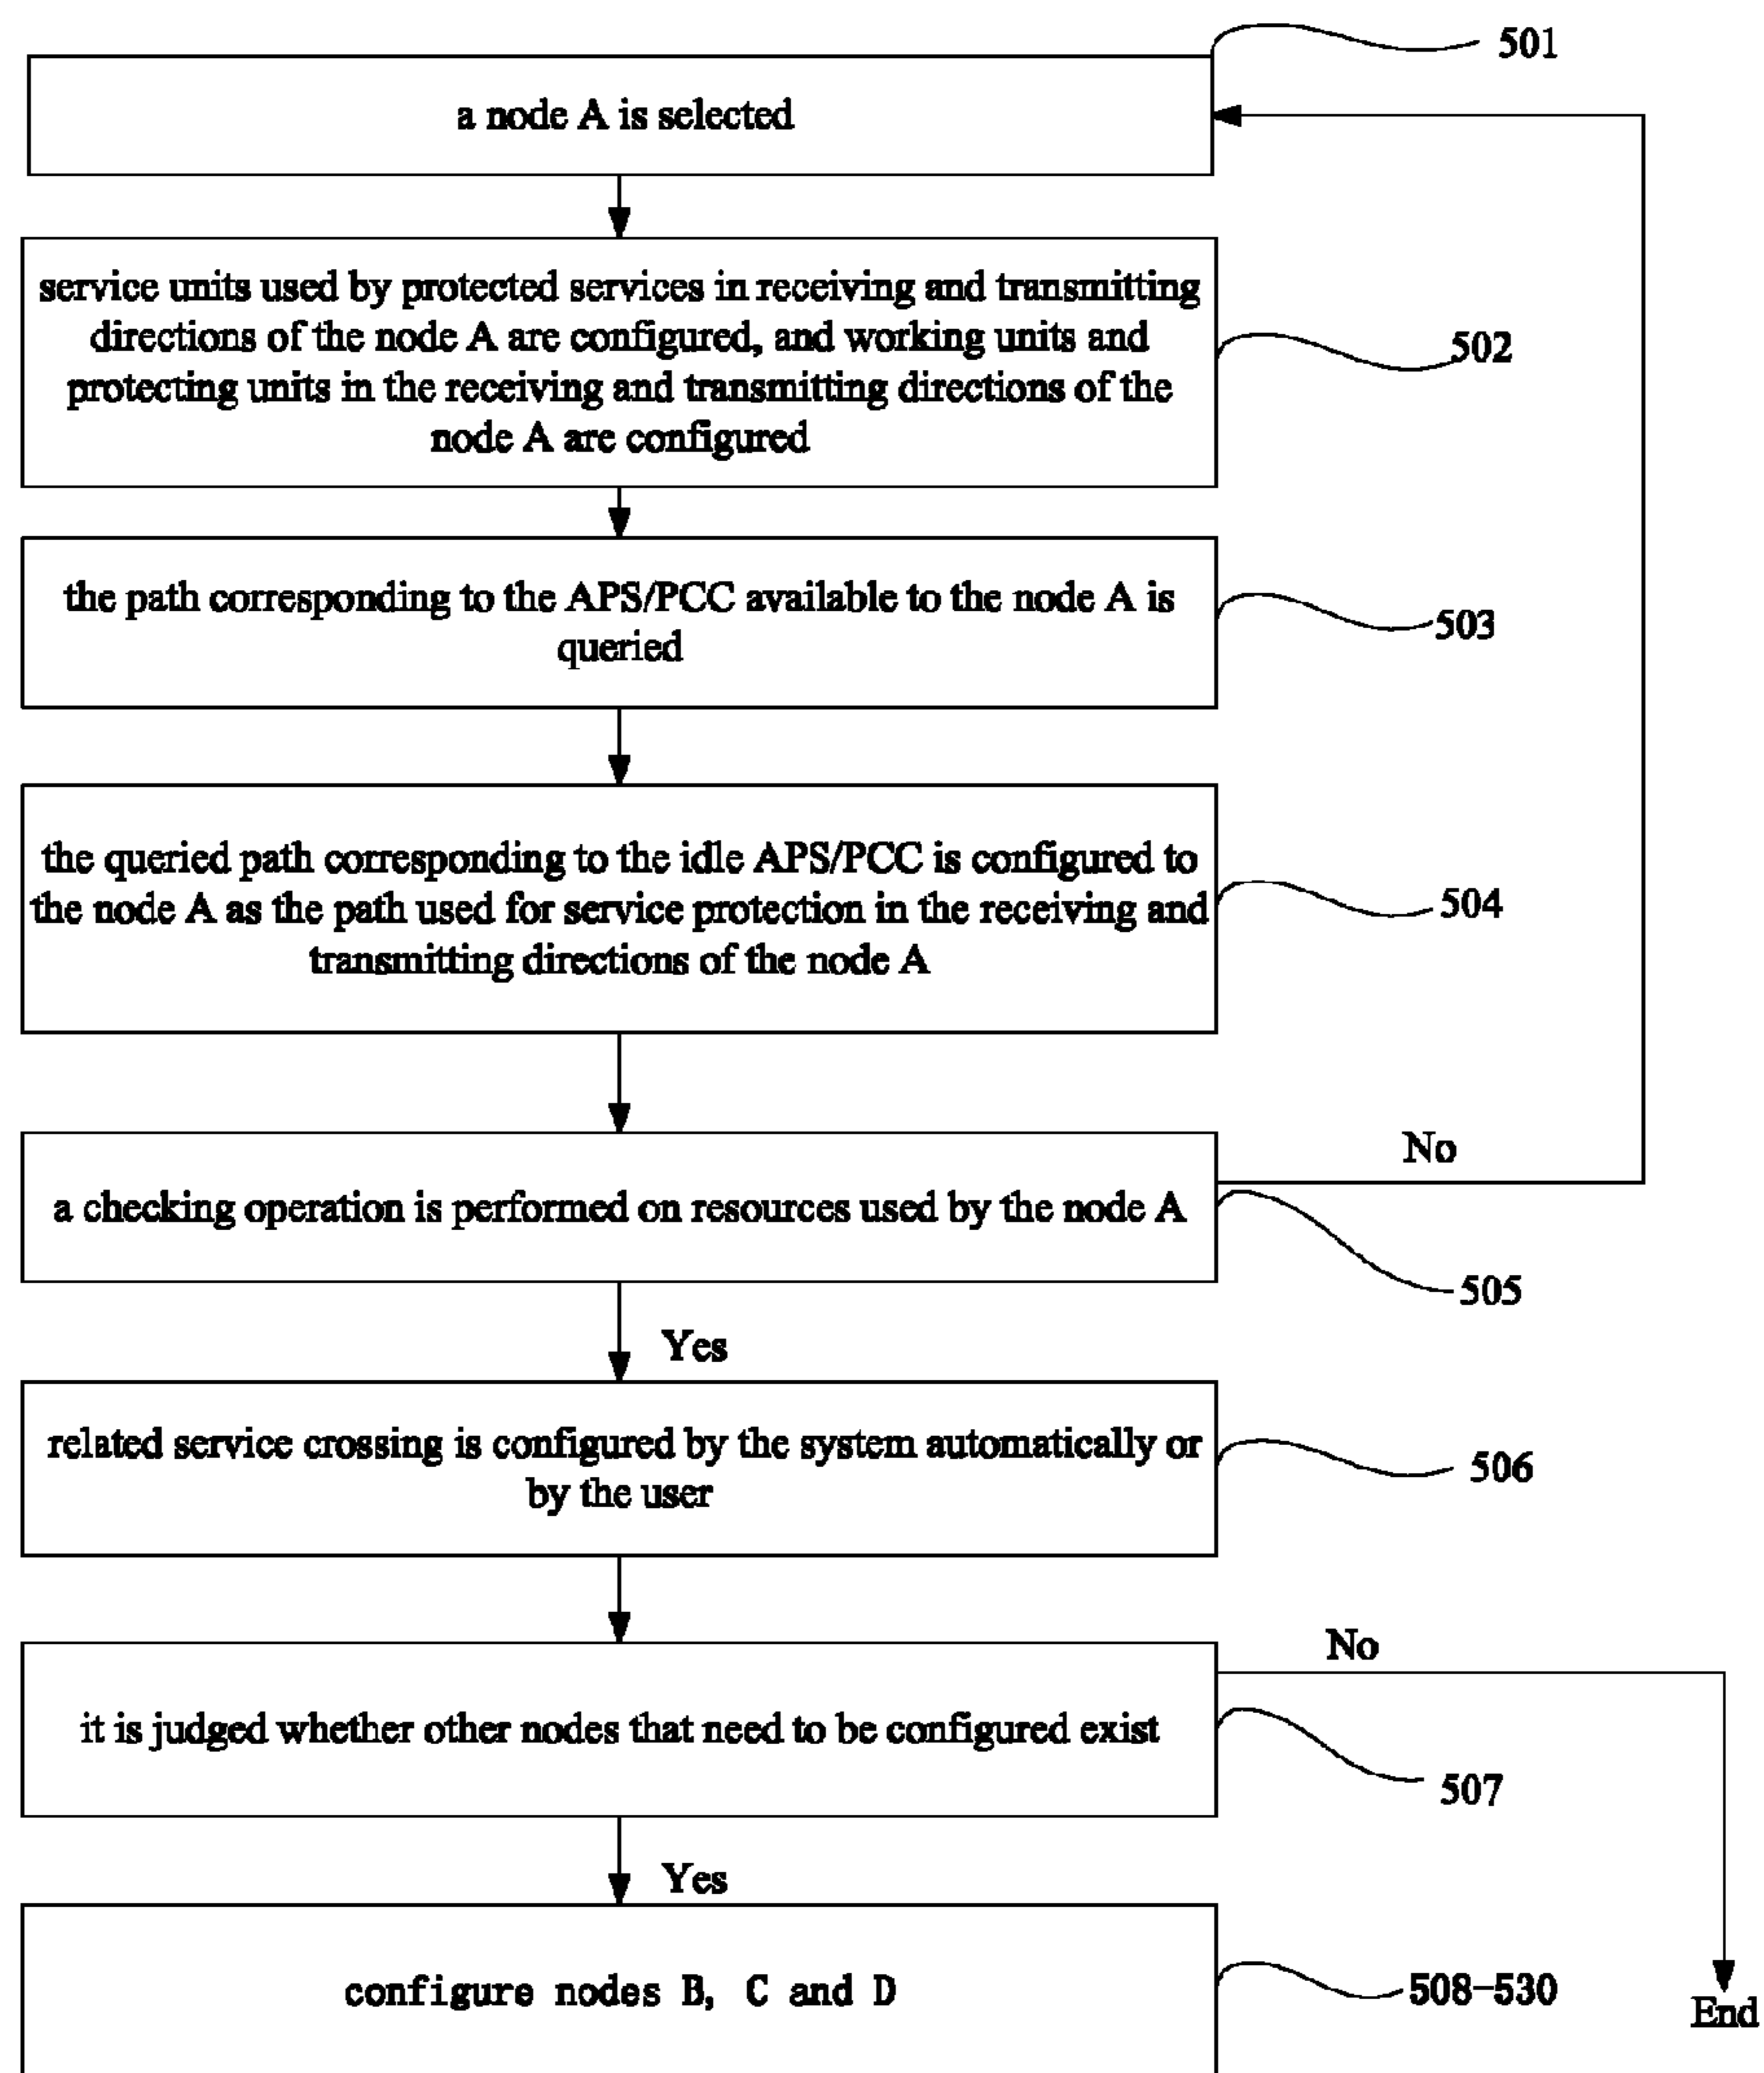 501
a node A is selected
service units used by protected services in receiving and transmitting
directions of the node A are configured, and working units and
protecting units in the receiving and transmitting directions of the
node A are configured
502
the path corresponding to the APS/PCC available to the node A is
queried
503
the queried path corresponding to the idle APS/PCC is configured to
the node A as the path used for service protection in the receiving and
transmitting directions of the node A
504
No
a checking operation is performed on resources used by the node A
505
Yes
related service crossing is configured by the system automatically or
by the user
506
No
it is judged whether other nodes that need to be configured exist
507
Yes
configure nodes B, C and D
508-530
End